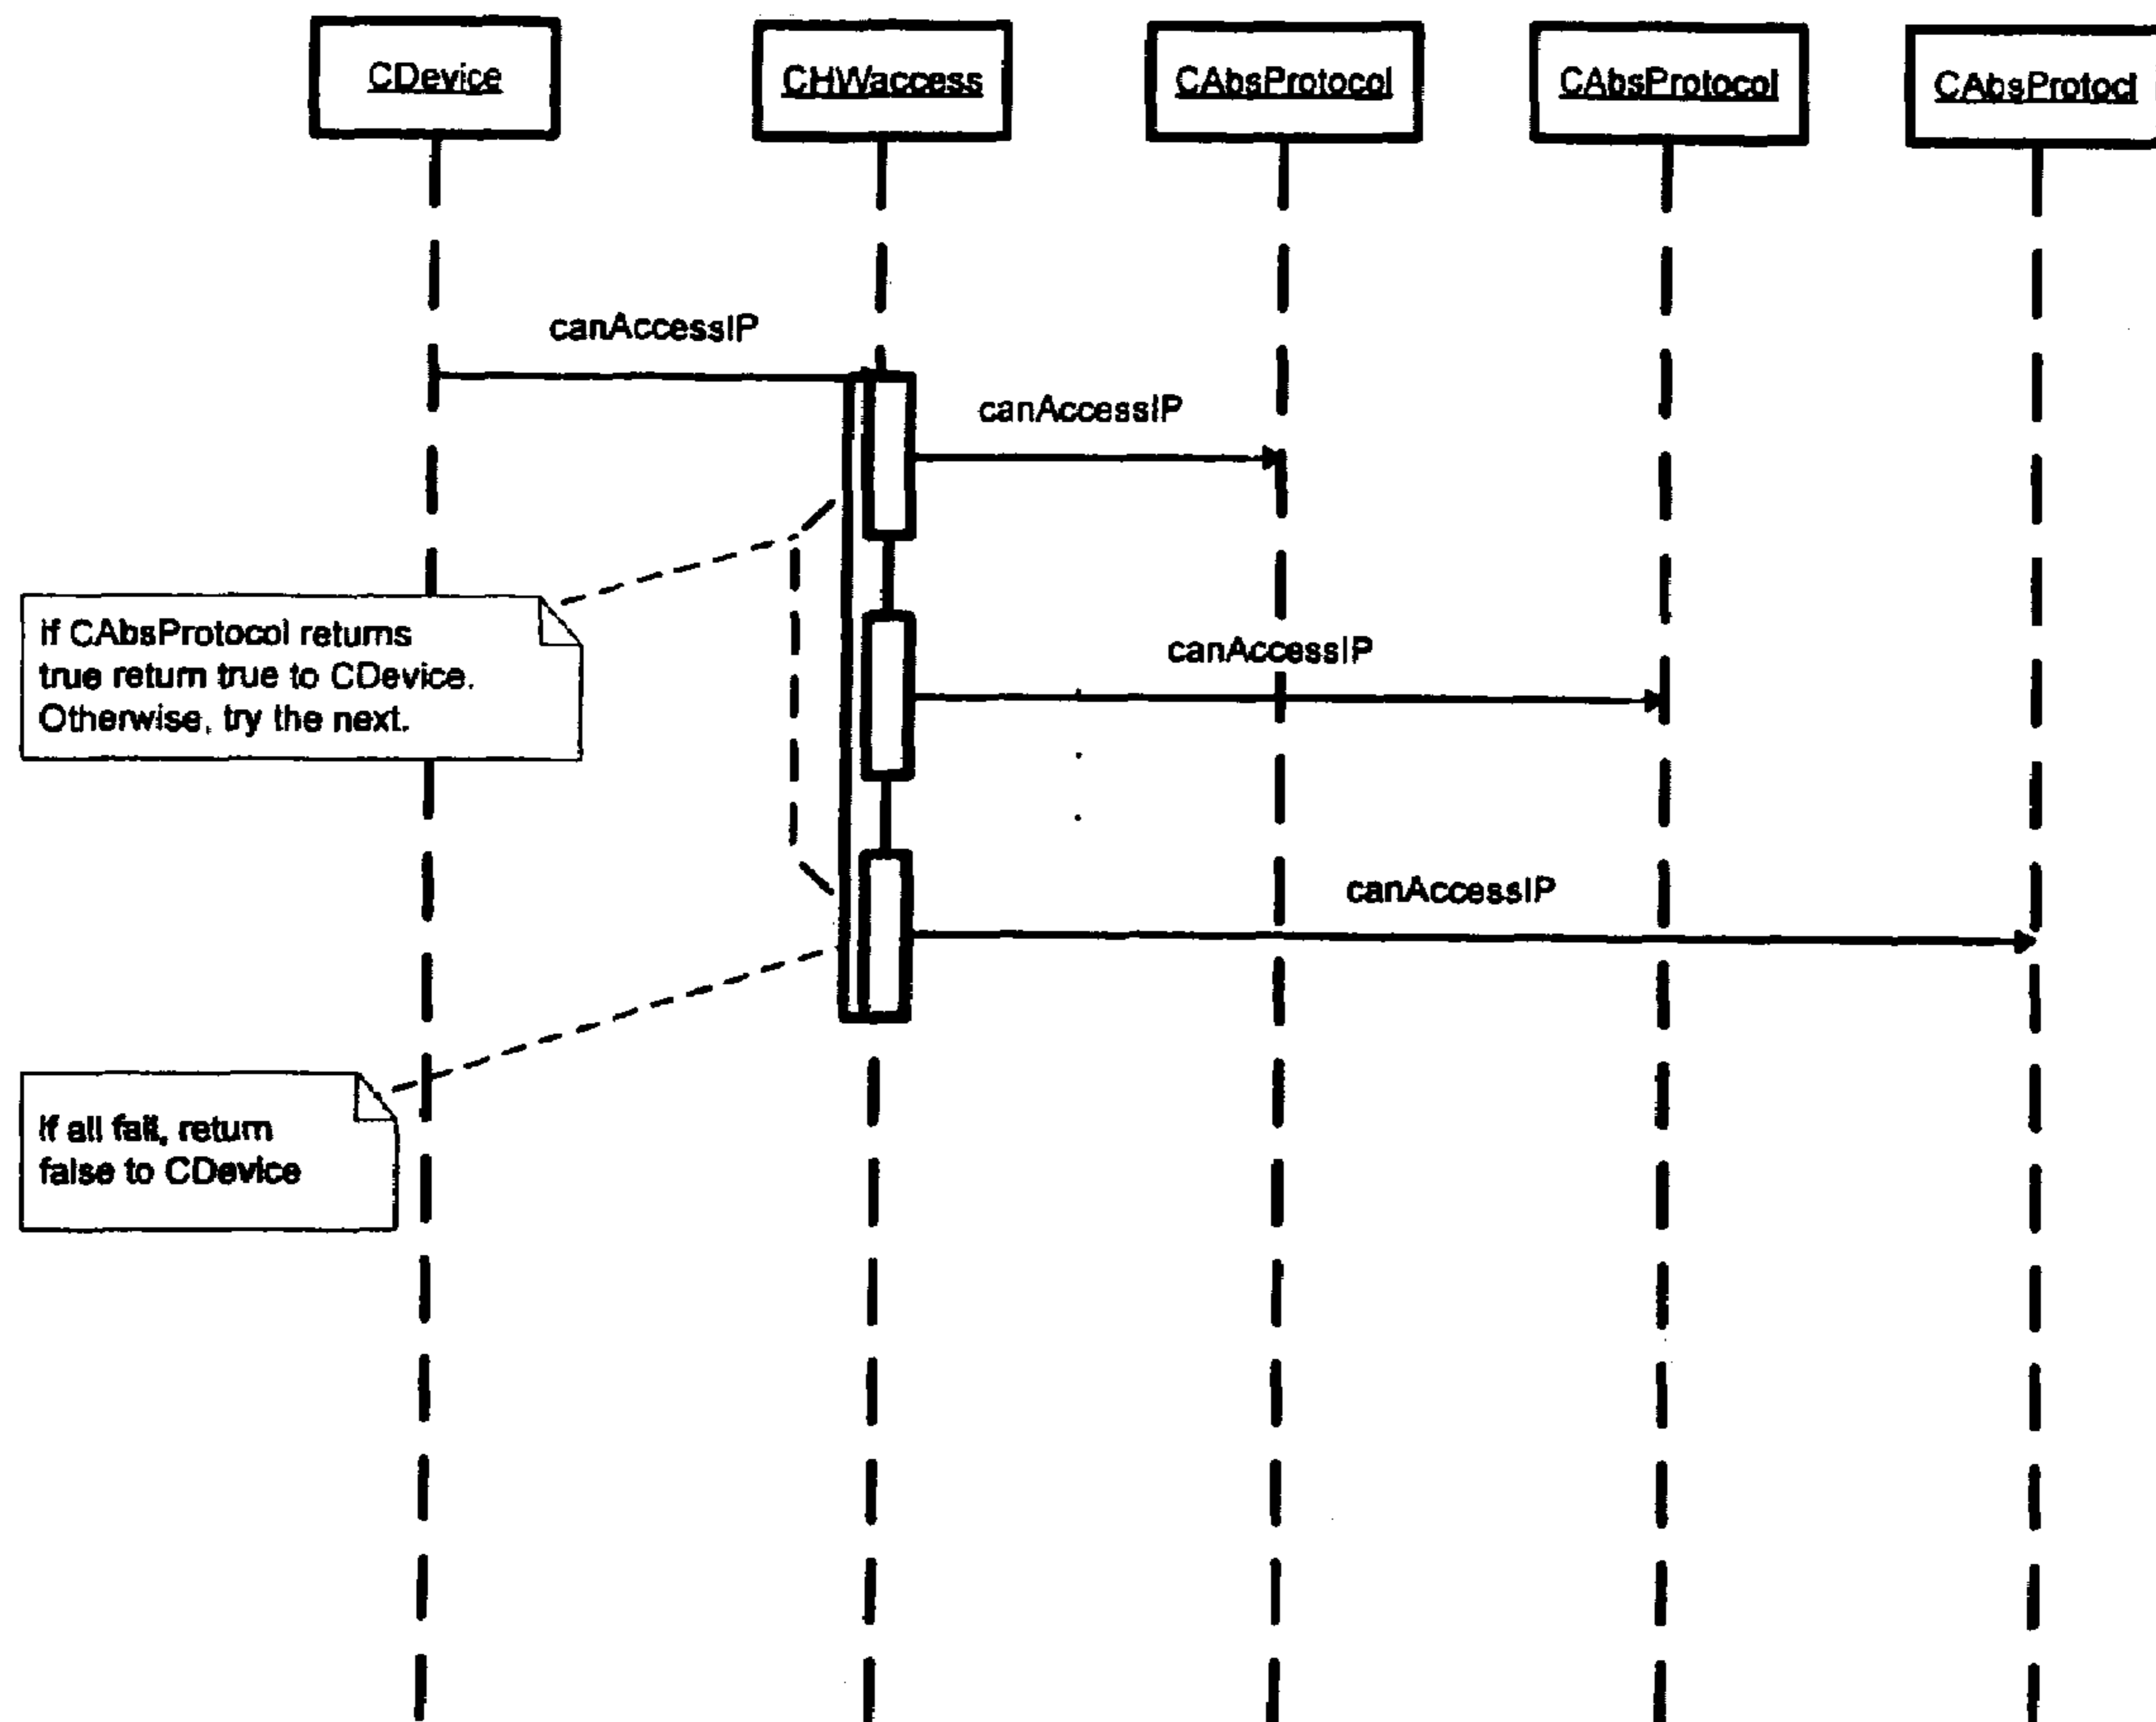 CDevice
CHWaccess
CAbsProtocol
CAbsProtocol
CAbsProtocl
canAccessIP
canAccessIP
If CAbsProtocol returns
true return true to CDevice.
Otherwise, try the next.
canAccessIP
canAccessIP
If all fail, return
false to CDevice